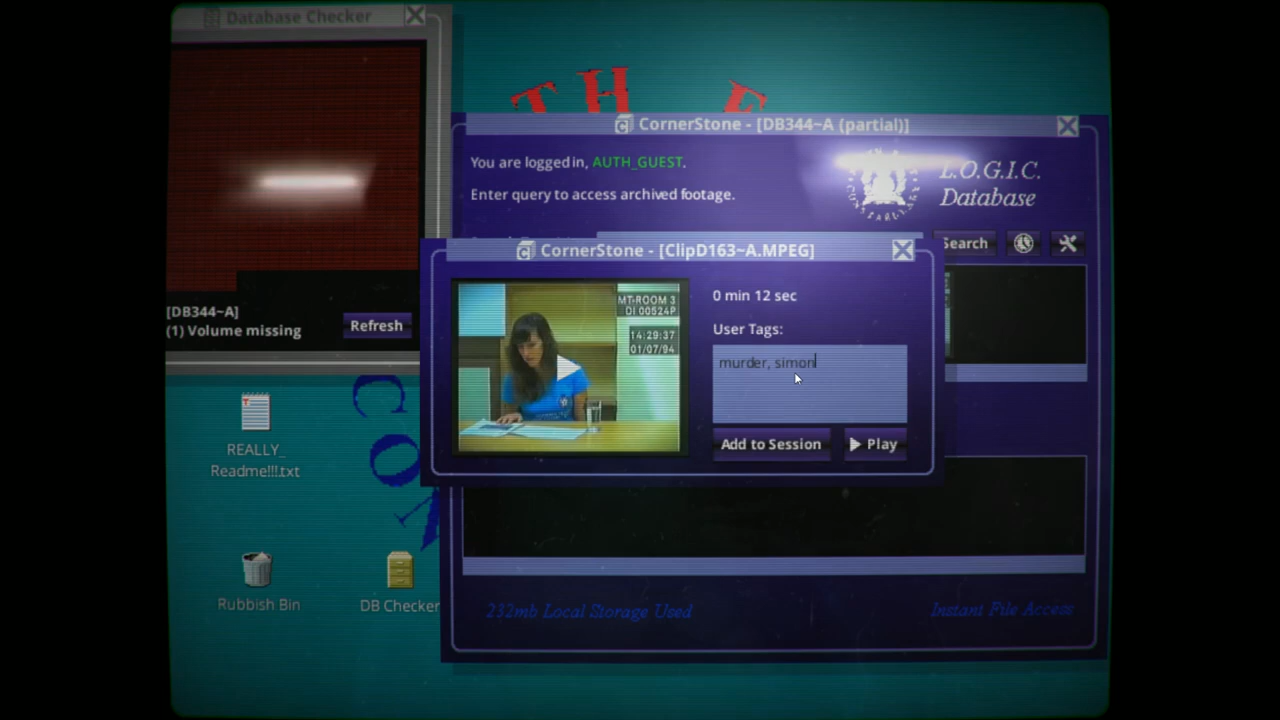 Database Checker
T H E
CornerStone - [DB344~A (partial)]
You are logged in, AUTH_GUEST.
Enter query to access archived footage.
L.O.G.I.C.
Database
Search
CornerStone - [ClipD163~A.MPEG]
MT-ROOM 3
DI 00524P
14:29:37
01/07/94
0 min 12 sec
User Tags:
murder, simon
Add to Session
Play
[DB344~A]
(1) Volume missing
Refresh
REALLY_
Readme!!!.txt
Rubbish Bin
DB Checker
232mb Local Storage Used
Instant File Access